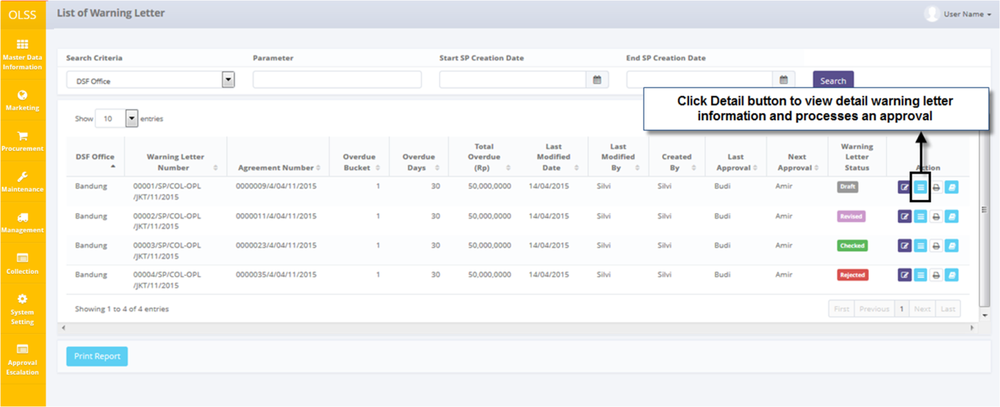 OLSS
List of Warning Letter
User Name
Master Data
Information
Marketing
Procurement
Maintenance
Management
Collection
System
Setting
Approval
Escalation
Search Criteria Parameter Start SP Creation Date End SP Creation Date
DSF Office Search
Click Detail button to view detail warning letter
information and processes an approval
Show 10 entries
DSF Office
Warning Letter
Number
Agreement Number
Overdue
Bucket
Overdue
Days
Total
Overdue
(Rp)
Last
Modified
Date
Last
Modified
By
Created
By
Last
Approval
Next
Approval
Warning
Letter
Status
Action
Bandung 00001/SP/COL-OPL 0000009/4/04/11/2015 1 30 50,000,0000 14/04/2015 Silvi Silvi Budi Amir Draft
/JKT/11/2015
Bandung 00002/SP/COL-OPL 0000011/4/04/11/2015 1 30 50,000,0000 14/04/2015 Silvi Silvi Budi Amir Revised
/JKT/11/2015
Bandung 00003/SP/COL-OPL 0000023/4/04/11/2015 1 30 50,000,0000 14/04/2015 Silvi Silvi Budi Amir Checked
/JKT/11/2015
Bandung 00004/SP/COL-OPL 0000035/4/04/11/2015 1 30 50,000,0000 14/04/2015 Silvi Silvi Budi Amir Rejected
/JKT/11/2015
Showing 1 to 4 of 4 entries
First Previous 1 Next Last
Print Report